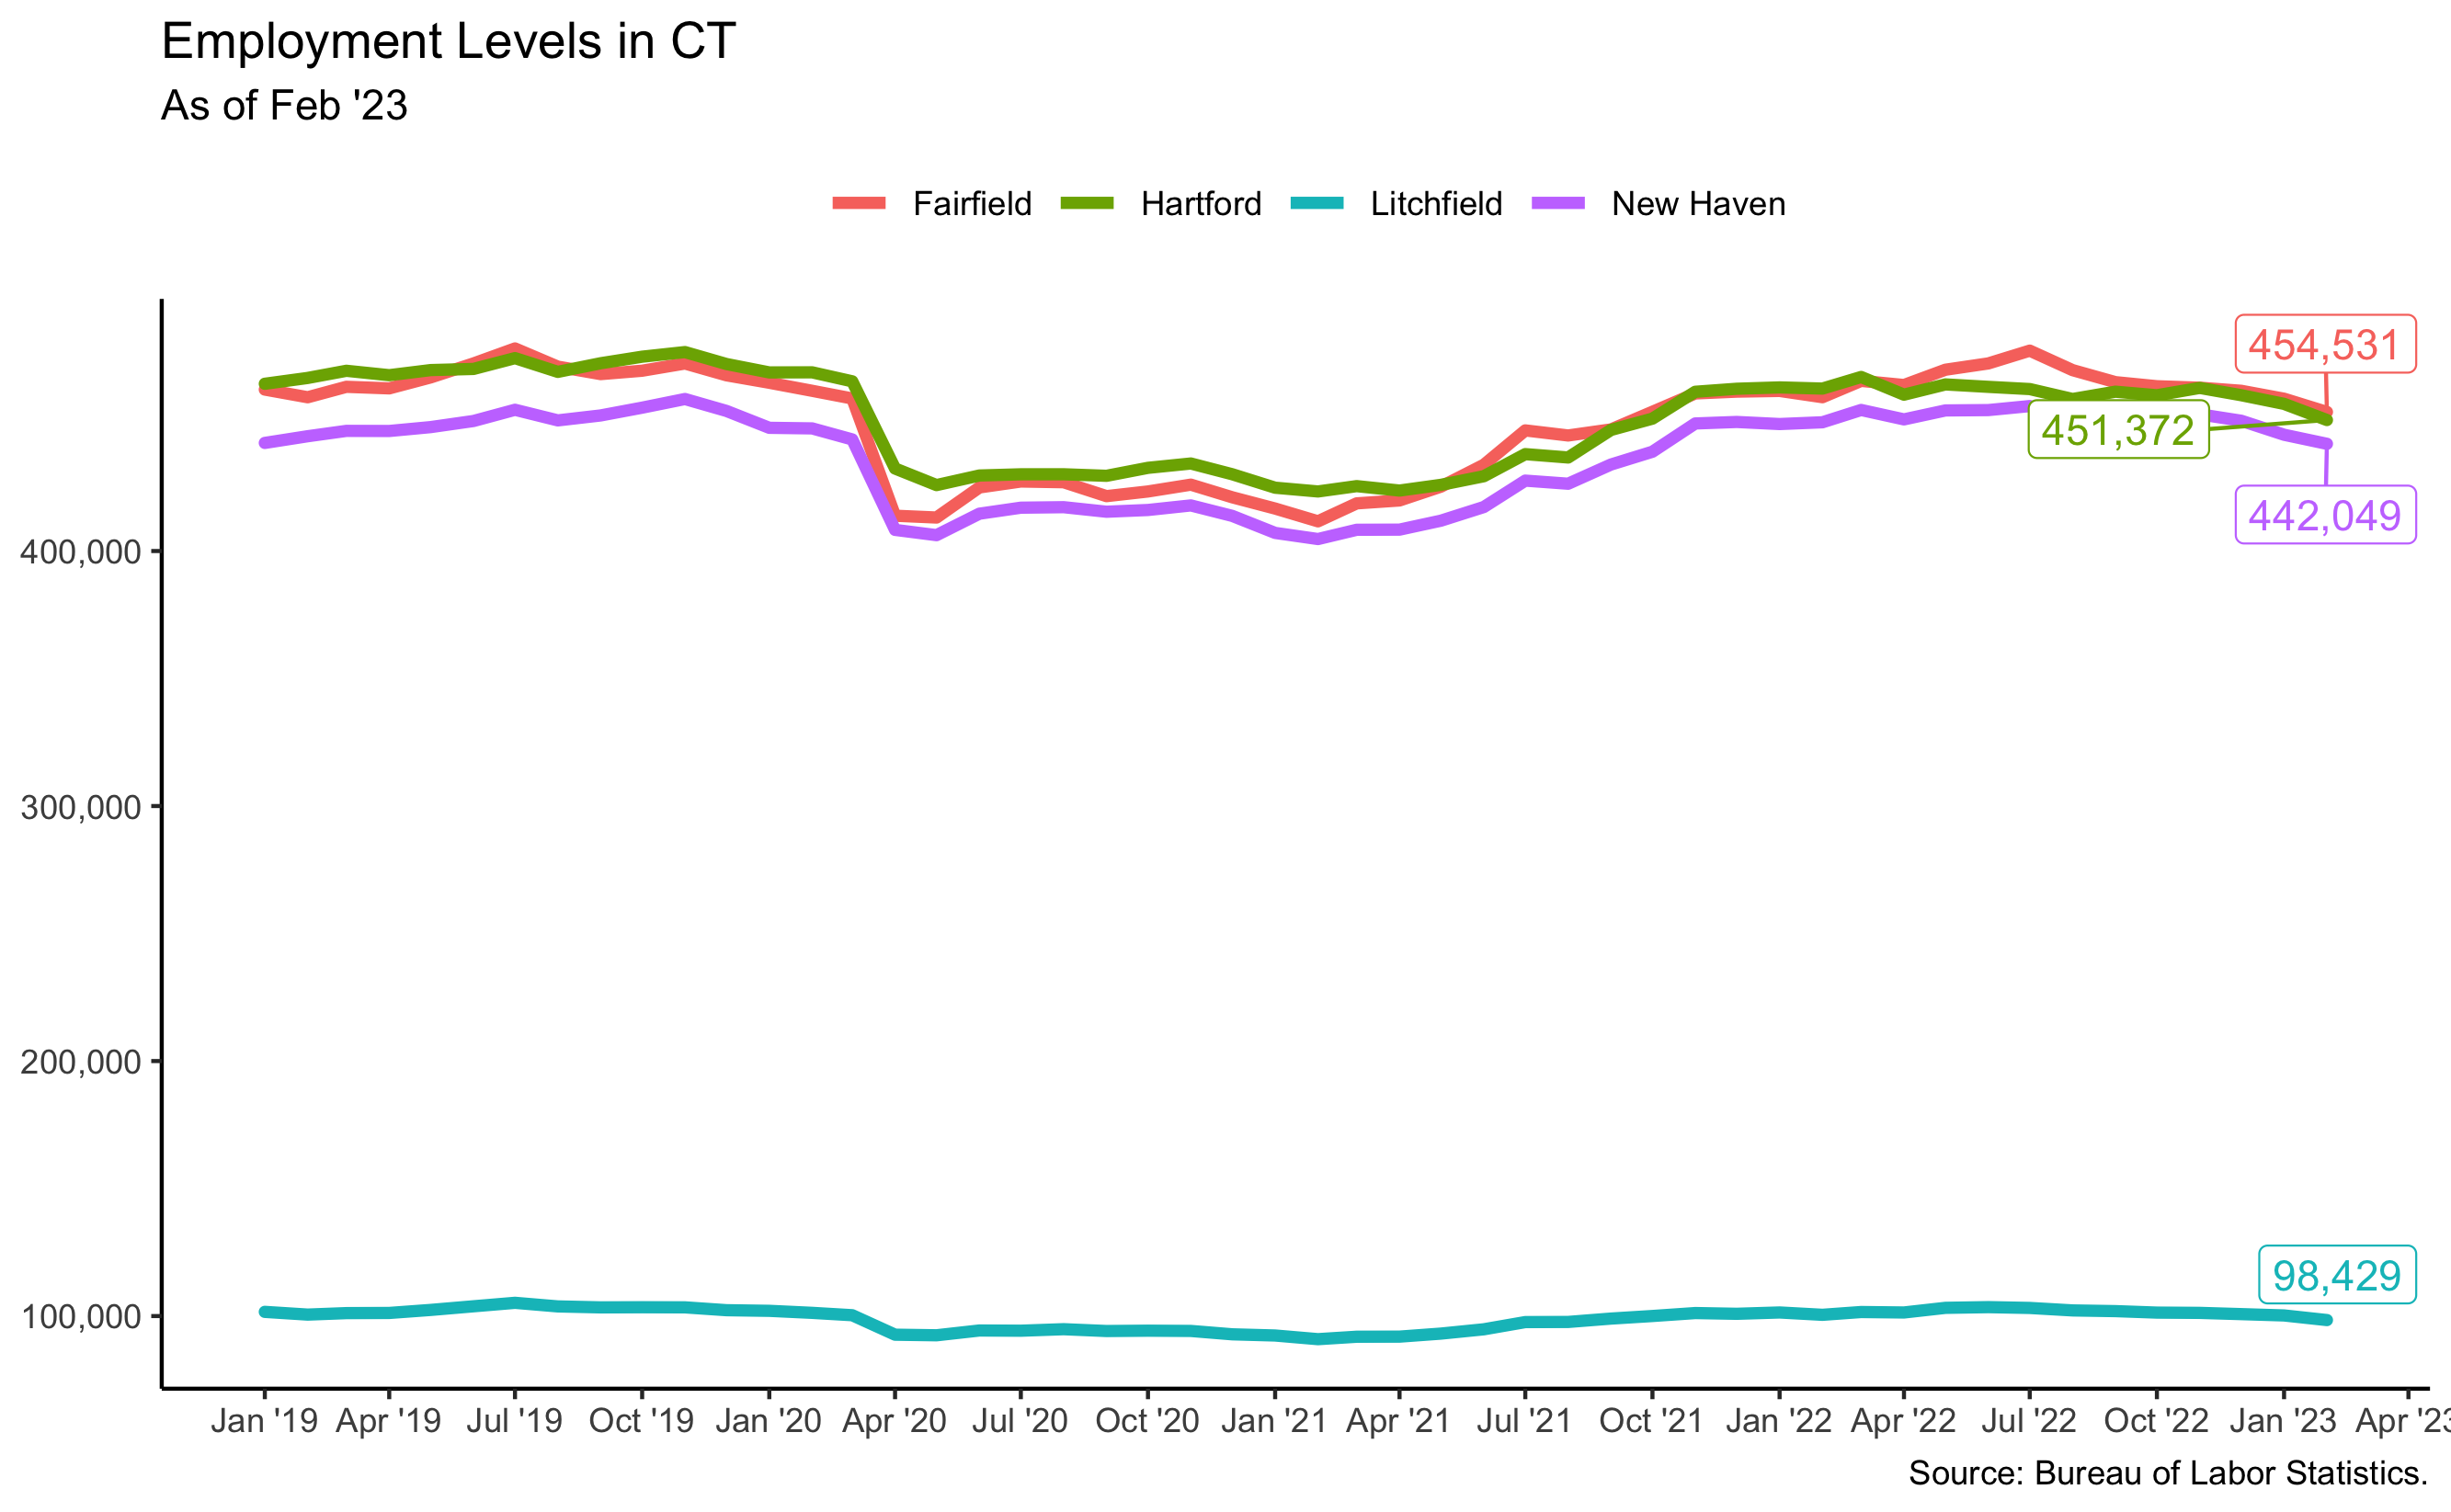 Employment Levels in CT
As of Feb '23
Fairfield Hartford Litchfield New Haven
454,531
451,372
442,049
400,000
300,000
200,000
98,429
100,000
Jan '19 Apr '19 Jul '19 Oct '19 Jan '20 Apr '20 Jul '20 Oct '20 Jan '21 Apr '21 Jul '21 Oct '21 Jan '22 Apr '22 Jul '22 Oct '22 Jan '23 Apr '23
Source: Bureau of Labor Statistics.